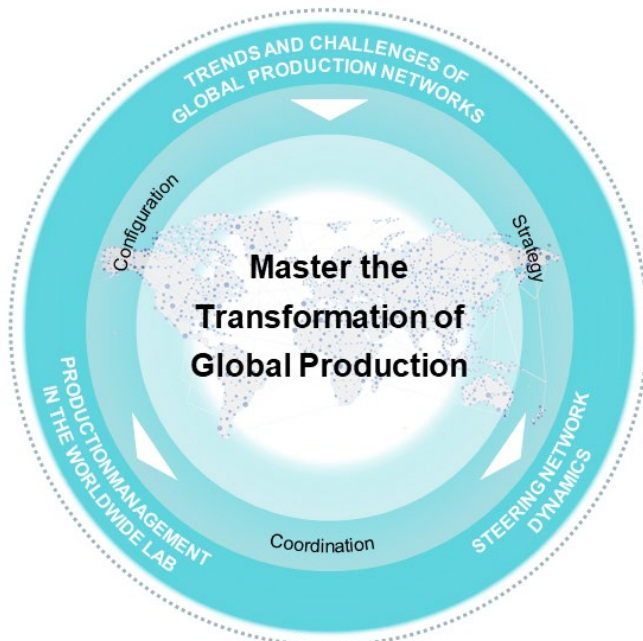 TRENDS AND CHALLENGES OF
GLOBAL PRODUCTION NETWORKS
Configuration
Strategy
Master the
Transformation of
Global Production
PRODUCTIONMANAGEMENT
IN THE WORLDWIDE LAB
STEERING NETWORK
DYNAMICS
Coordination